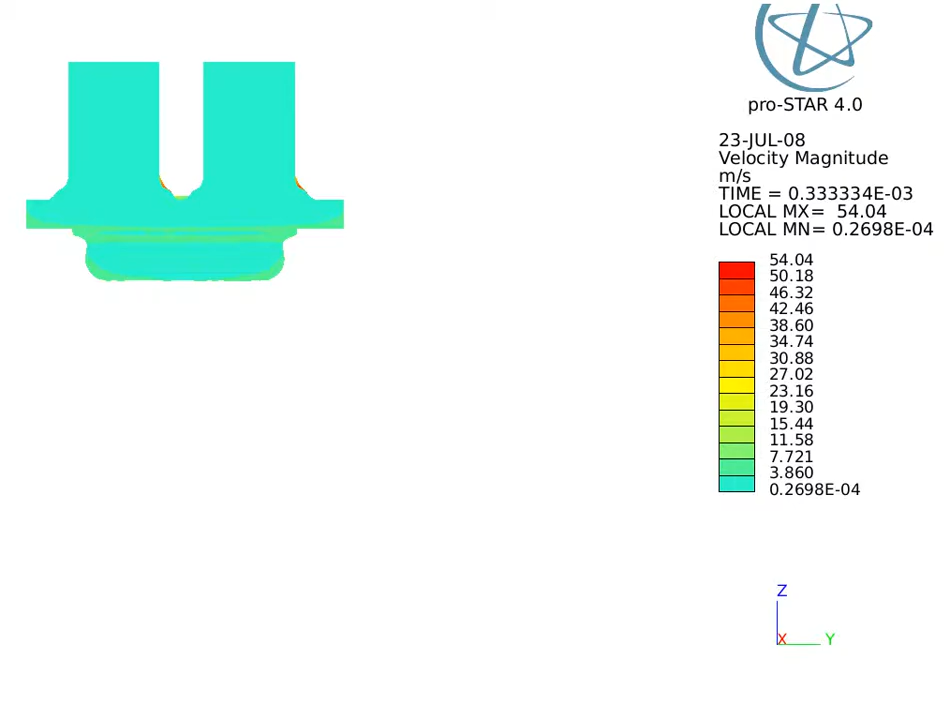 pro-STAR 4.0
23-JUL-08
Velocity Magnitude
m/s
TIME = 0.333334E-03
LOCAL MX=  54.04
LOCAL MN= 0.2698E-04
54.04
50.18
46.32
42.46
38.60
34.74
30.88
27.02
23.16
19.30
15.44
11.58
7.721
3.860
0.2698E-04
Z
X
Y